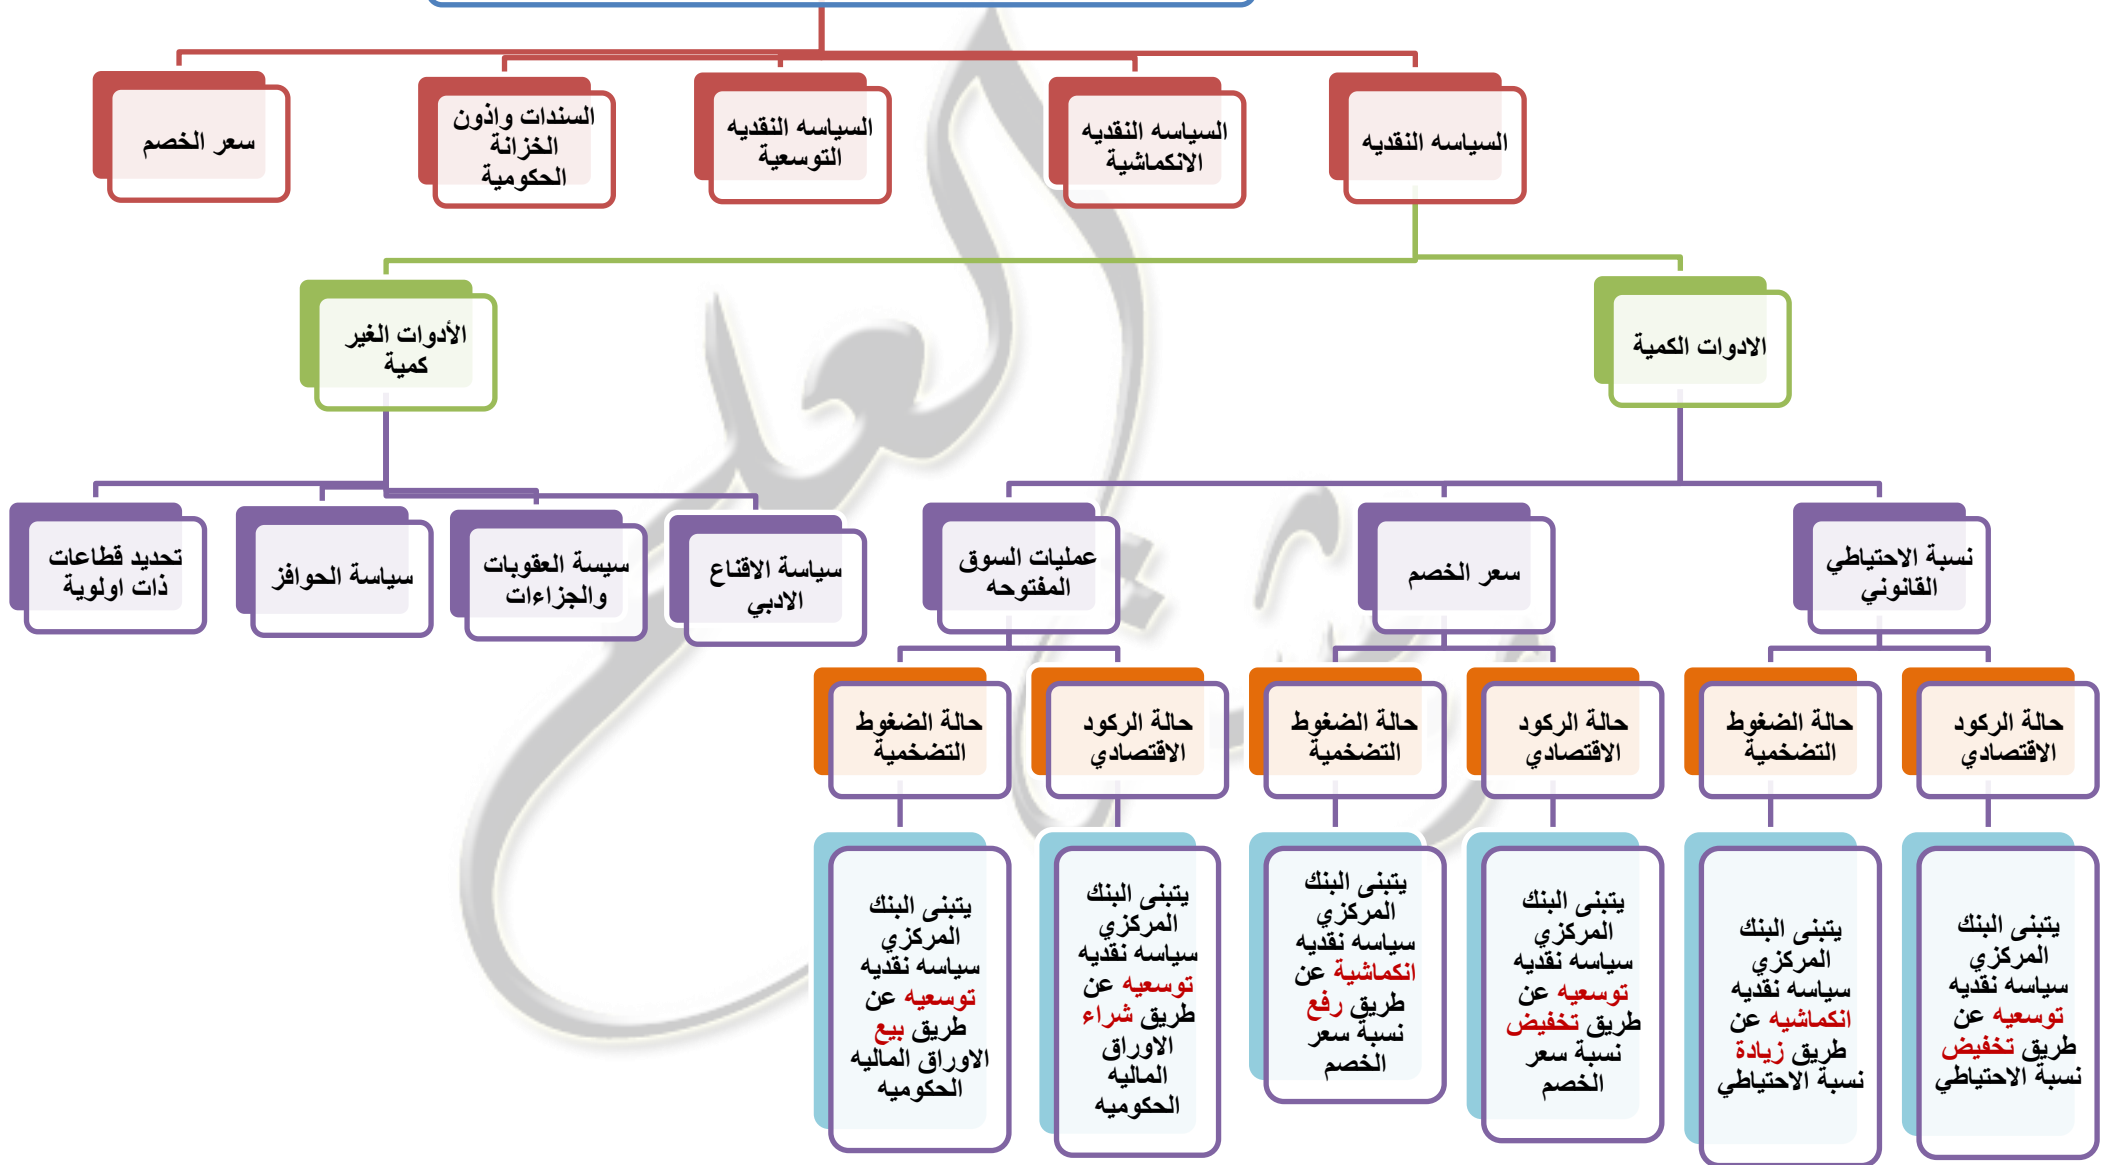 السياسه النقديه
السياسه النقديه
الانكماشية
السياسه النقديه
التوسعية
السندات واذون
الخزانة
الحكومية
سعر الخصم
الادوات الكمية
الأدوات الغير
كمية
نسبة الاحتياطي
القانوني
سعر الخصم
عمليات السوق
المفتوحه
سياسة الاقناع
الادبي
سيسة العقوبات
والجزاءات
سياسة الحوافز
تحديد قطاعات
ذات اولوية
حالة الركود
الاقتصادي
حالة الضغوط
التضخمية
حالة الركود
الاقتصادي
حالة الضغوط
التضخمية
حالة الركود
الاقتصادي
حالة الضغوط
التضخمية
يتبنى البنك
المركزي
سياسه نقديه
توسعيه عن
طريق تخفيض
نسبة الاحتياطي
يتبنى البنك
المركزي
سياسه نقديه
انكماشيه عن
طريق زيادة
نسبة الاحتياطي
يتبنى البنك
المركزي
سياسه نقديه
توسعيه عن
طريق تخفيض
نسبة سعر
الخصم
يتبنى البنك
المركزي
سياسه نقديه
انكماشية عن
طريق رفع
نسبة سعر
الخصم
يتبنى البنك
المركزي
سياسه نقديه
توسعيه عن
طريق شراء
الاوراق
الماليه
الحكوميه
يتبنى البنك
المركزي
سياسه نقديه
توسعيه عن
طريق بيع
الاوراق الماليه
الحكوميه